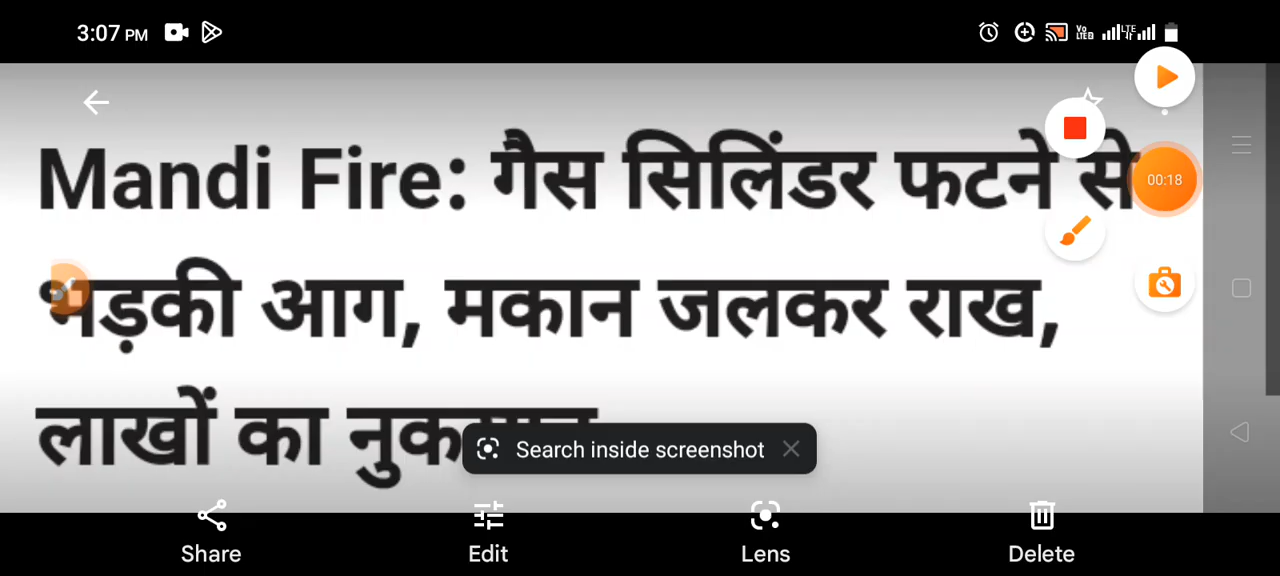 3:07 PM
Mandi Fire: गैस सिलिंडर फटने से
00:18
भड़की आग, मकान जलकर राख,
लाखों का
Search inside screenshot
Share Edit Lens Delete